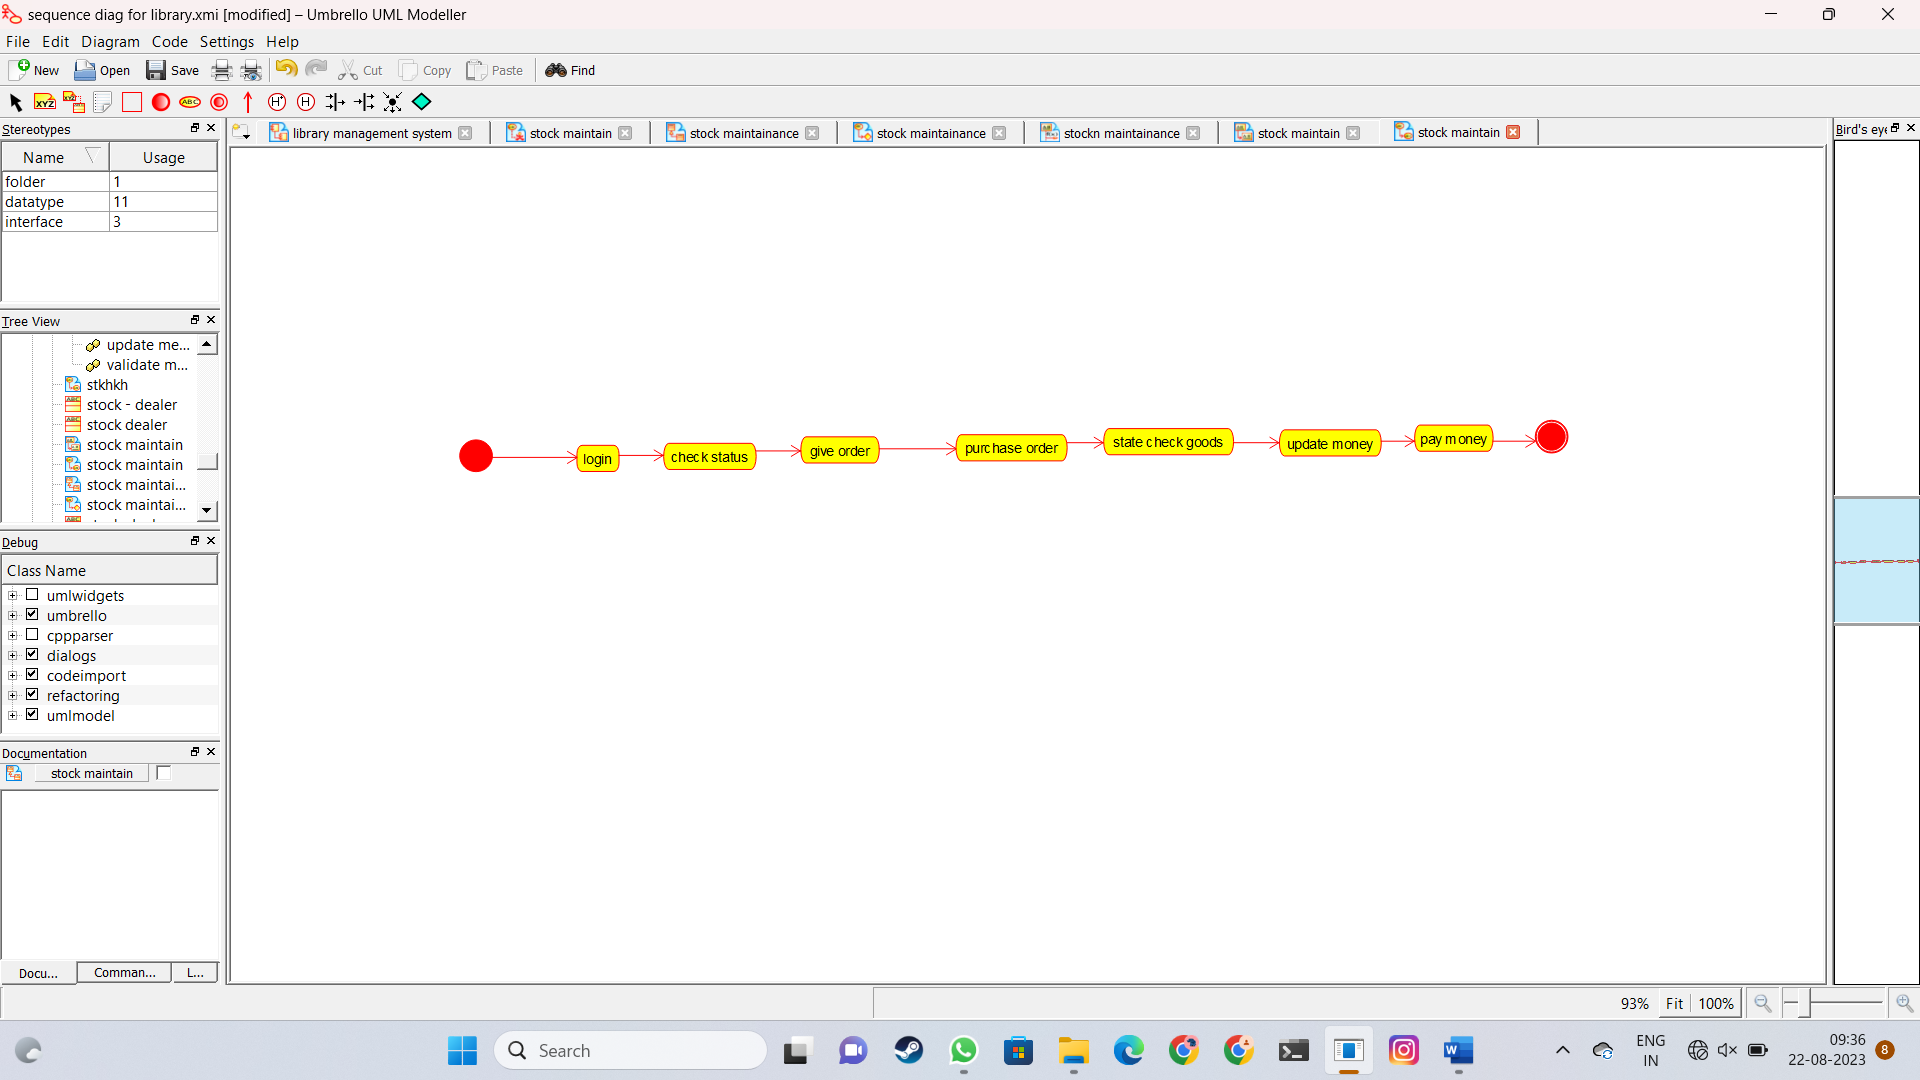 sequence diag for library.xmi [modified] – Umbrello UML Modeller
File Edit Diagram Code Settings Help
New Open Save Cut Copy Paste Find
XYZ ABC H* H
Stereotypes
Name Usage
folder 1
datatype 11
interface 3
Tree View
update me...
validate m...
stkhkh
stock - dealer
stock dealer
stock maintain
stock maintain
stock maintai...
stock maintai...
Debug
Class Name
umlwidgets
umbrello
cppparser
dialogs
codeimport
refactoring
umlmodel
Documentation
stock maintain
Docu... Comman... L...
library management system stock maintain stock maintainance stock maintainance stockn maintainance stock maintain stock maintain
login check status give order purchase order state check goods update money pay money
Bird's eye
93% Fit 100%
Search
ENG
IN
09:36
22-08-2023
8